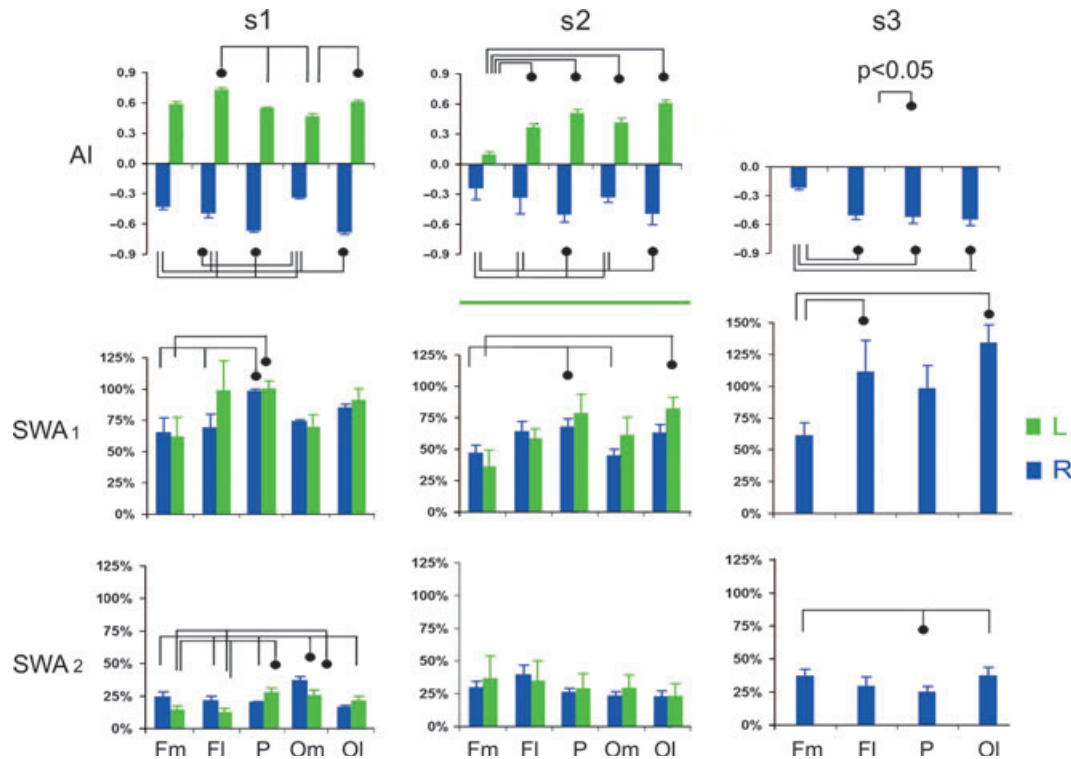 s1 s2 s3
p<0.05
AI
0.9 0.9
0.6 0.6
0.3 0.3
0.0 0.0 0.0
–0.3 –0.3 –0.3
–0.6 –0.6 –0.6
–0.9 –0.9 –0.9
SWA1
150%
125% 125% 125%
100% 100% 100%
75% 75% 75%
50% 50% 50%
25% 25% 25%
0% 0% 0%
L
R
SWA2
125% 125% 125%
100% 100% 100%
75% 75% 75%
50% 50% 50%
25% 25% 25%
0% 0% 0%
Fm Fl P Om Ol Fm Fl P Om Ol Fm Fl P Ol